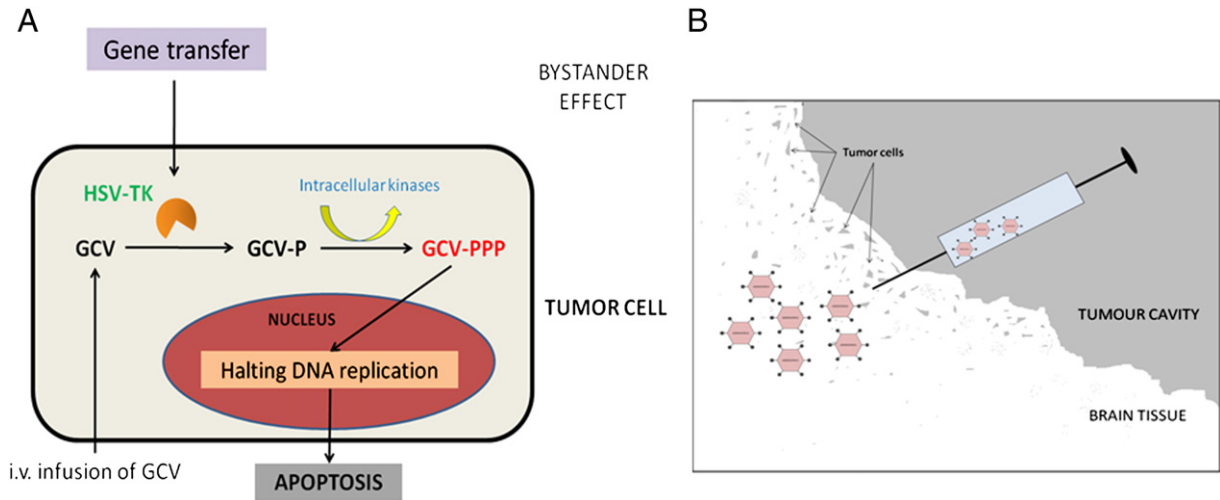 A
Gene transfer
BYSTANDER
EFFECT
HSV-TK
Intracellular kinases
GCV
GCV-P
GCV-PPP
NUCLEUS
Halting DNA replication
TUMOR CELL
i.v. infusion of GCV
APOPTOSIS
B
Tumor cells
TUMOUR CAVITY
BRAIN TISSUE